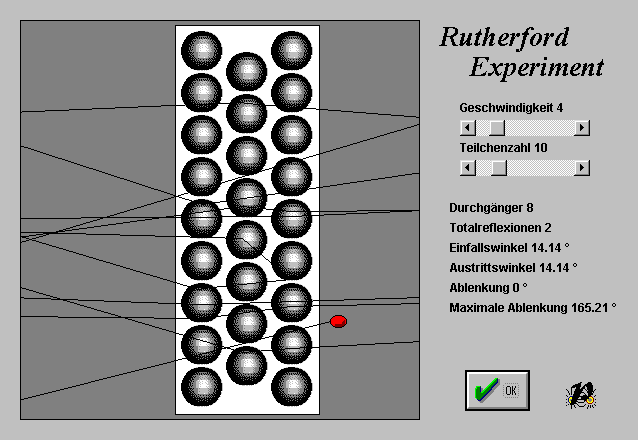 Rutherford
Experiment
Geschwindigkeit 4
Teilchenzahl 10
Durchgänger 8
Totalreflexionen 2
Einfallswinkel 14.14 °
Austrittswinkel 14.14 °
Ablenkung 0 °
Maximale Ablenkung 165.21 °
OK